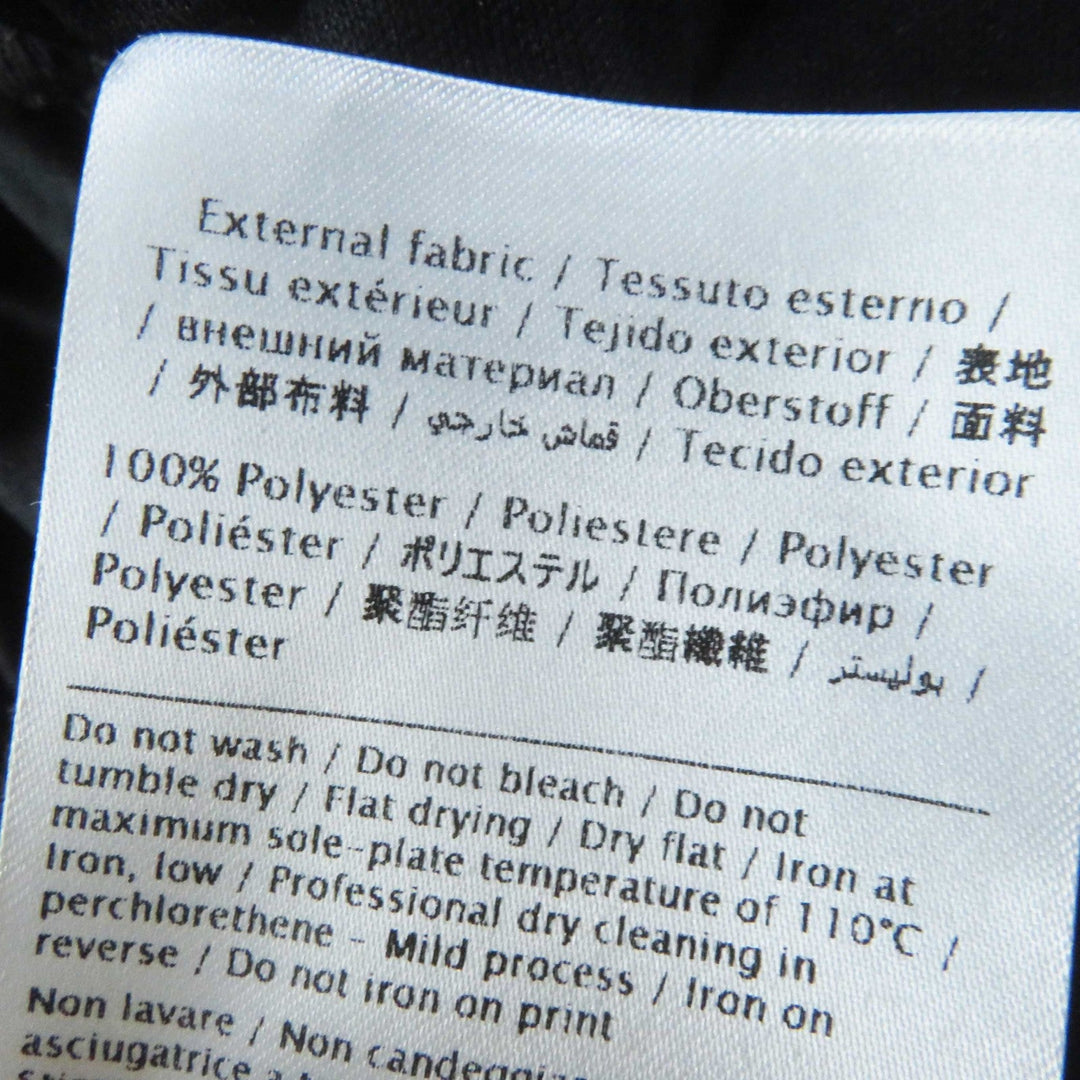 External fabric / Tessuto esterno /
Tissu extérieur / Tejido exterior / 表地
/ внешний материал / Oberstoff / 面料
/ 外部布料 / قماش خارجي / Tecido exterior
100% Polyester / Poliestere / Polyester
/ Poliéster / ポリエステル / Полиэфир /
Polyester / 聚酯纤维 / 聚酯纖維 / بوليستر /
Poliéster
Do not wash / Do not bleach / Do not
tumble dry / Flat drying / Dry flat / Iron at
maximum sole-plate temperature of 110°C /
Iron, low / Professional dry cleaning in
perchlorethene - Mild process / Iron on
reverse / Do not iron on print
Non lavare / Non
asciugatrice a